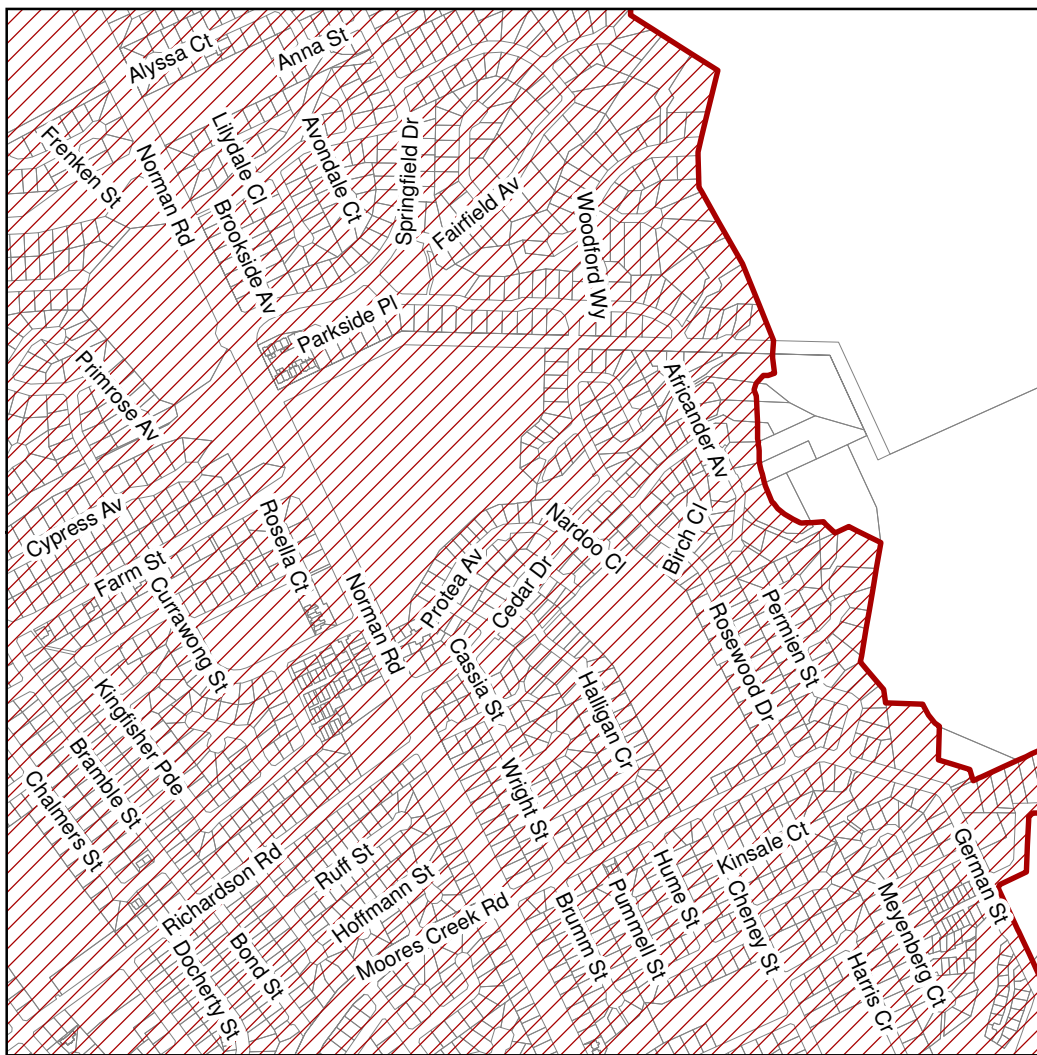 Alyssa Ct
Anna St
Frenken St
Norman Rd
Lilydale Cl
Avondale Ct
Springfield Dr
Fairfield Av
Brookside Av
Woodford Wy
Parkside Pl
Primrose Av
Africander Av
Cypress Av
Farm St
Rosella Ct
Nardoo Cl
Birch Cl
Currawong St
Norman Rd
Protea Av
Cedar Dr
Permien St
Rosewood Dr
Cassia St
Halligan Cr
Kingfisher Pde
Bramble St
Chalmers St
Wright St
Richardson Rd
Ruff St
Hoffmann St
Moores Creek Rd
Docherty St
Bond St
Brumm St
Pummell St
Hume St
Kinsale Ct
Cheney St
German St
Meyenberg Ct
Harris Cr